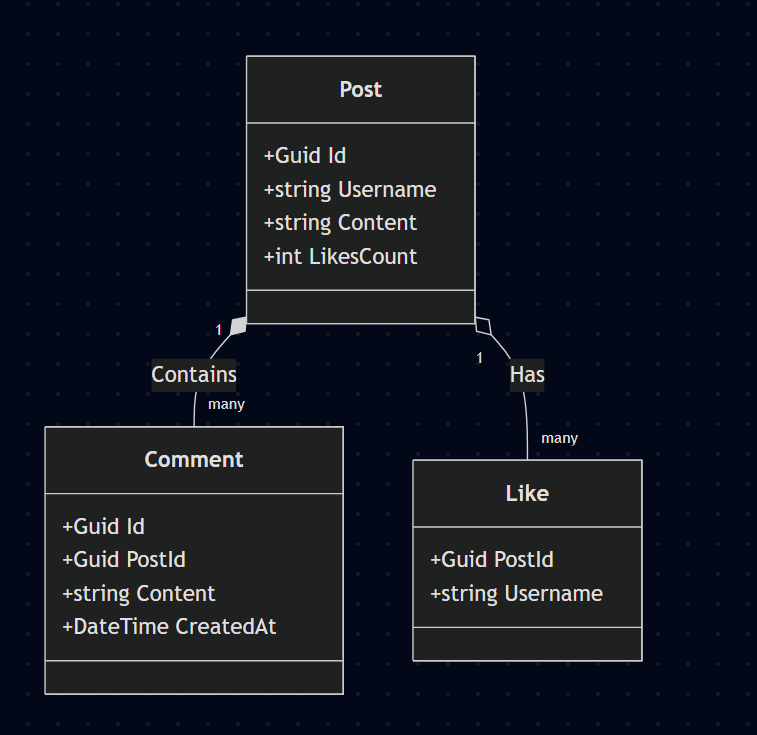 Post
+Guid Id
+string Username
+string Content
+int LikesCount
1
1
Contains
Has
many
many
Comment
+Guid Id
+Guid PostId
+string Content
+DateTime CreatedAt
Like
+Guid PostId
+string Username